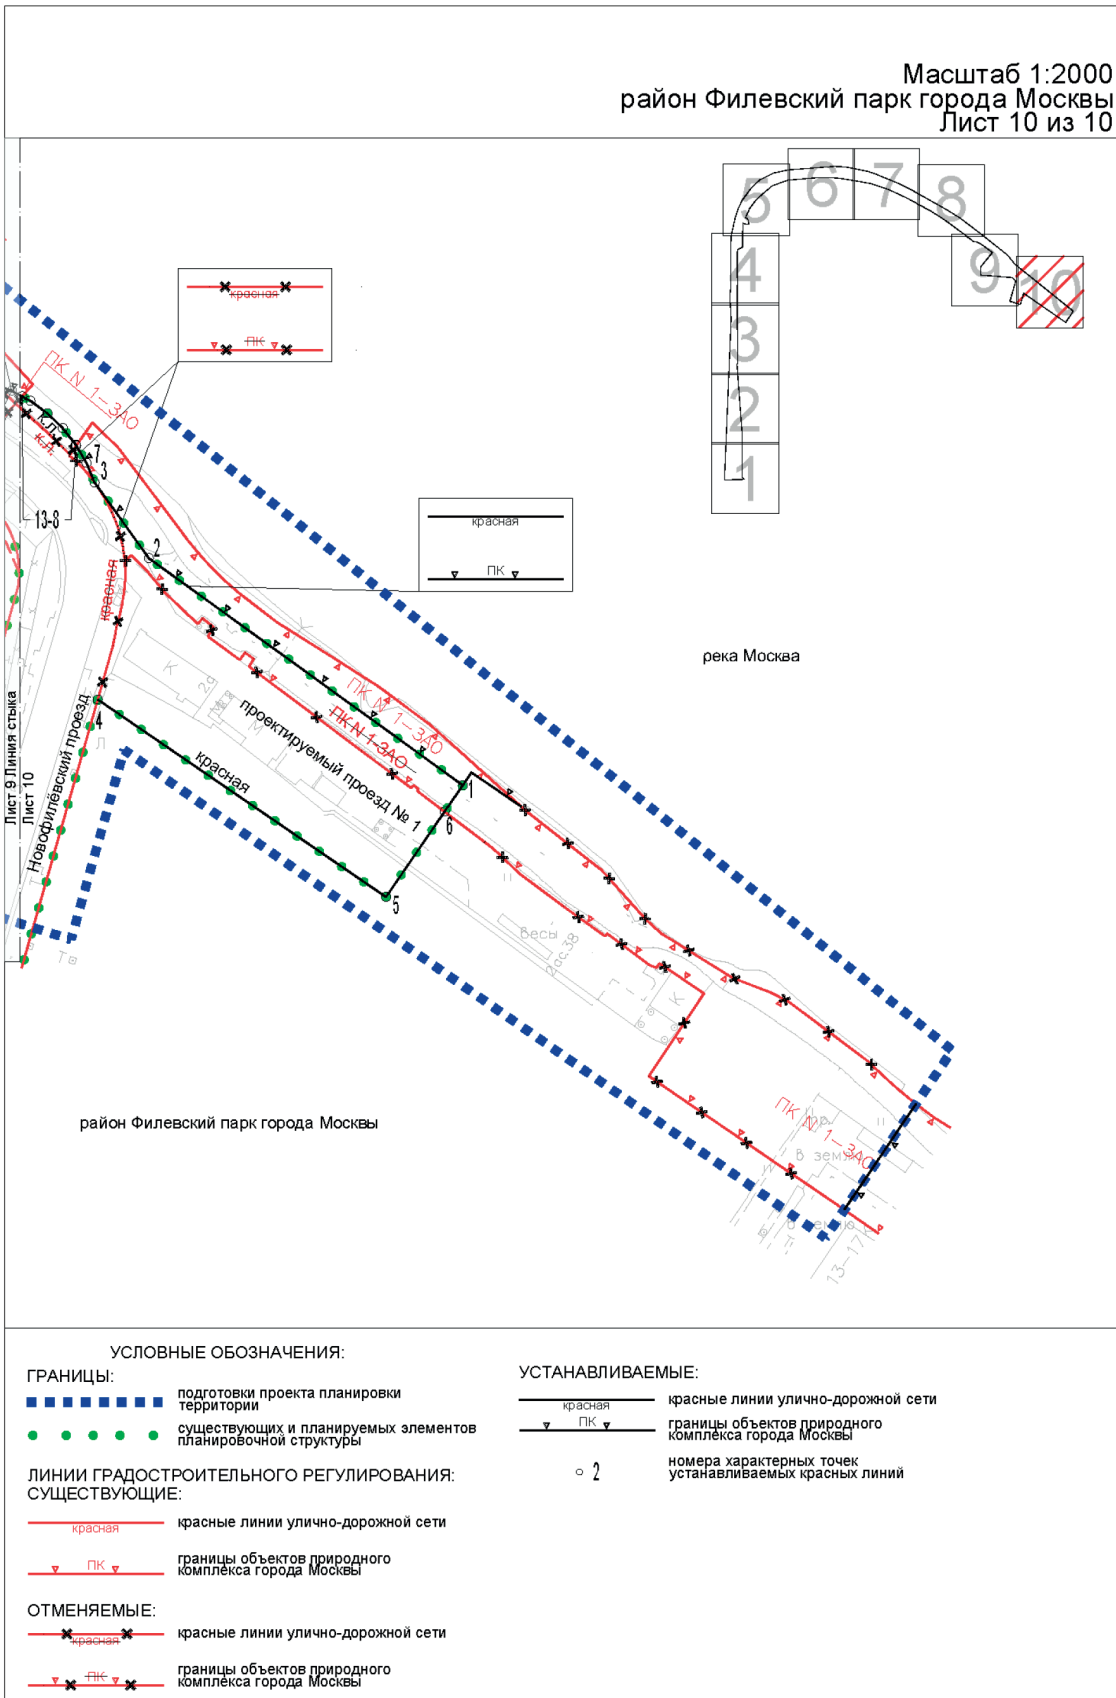 Масштаб 1:2000
район Филевский парк города Москвы
Лист 10 из 10
5
6
7
8
4
9
10
3
2
1
красная
ПК
ПК N 1-ЗАО
к.л.
к.л.
7
3
13-8
2
красная
ПК
красная
река Москва
К
2а
М
М
ПК N 1-ЗАО
ПК N 1-ЗАО
проектируемый проезд № 1
красная
4
Л
1
6
5
Новофилёвский проезд
Лист 9 Линия стыка
Лист 10
Т
Т
весы
2ас.38
К
район Филевский парк города Москвы
ПК N 1-ЗАО
в землю
13-17
УСЛОВНЫЕ ОБОЗНАЧЕНИЯ:
ГРАНИЦЫ:
подготовки проекта планировки
территории
существующих и планируемых элементов
планировочной структуры
ЛИНИИ ГРАДОСТРОИТЕЛЬНОГО РЕГУЛИРОВАНИЯ:
СУЩЕСТВУЮЩИЕ:
красная
красные линии улично-дорожной сети
ПК
границы объектов природного
комплекса города Москвы
ОТМЕНЯЕМЫЕ:
красная
красные линии улично-дорожной сети
ПК
границы объектов природного
комплекса города Москвы
УСТАНАВЛИВАЕМЫЕ:
красная
красные линии улично-дорожной сети
ПК
границы объектов природного
комплекса города Москвы
2
номера характерных точек
устанавливаемых красных линий